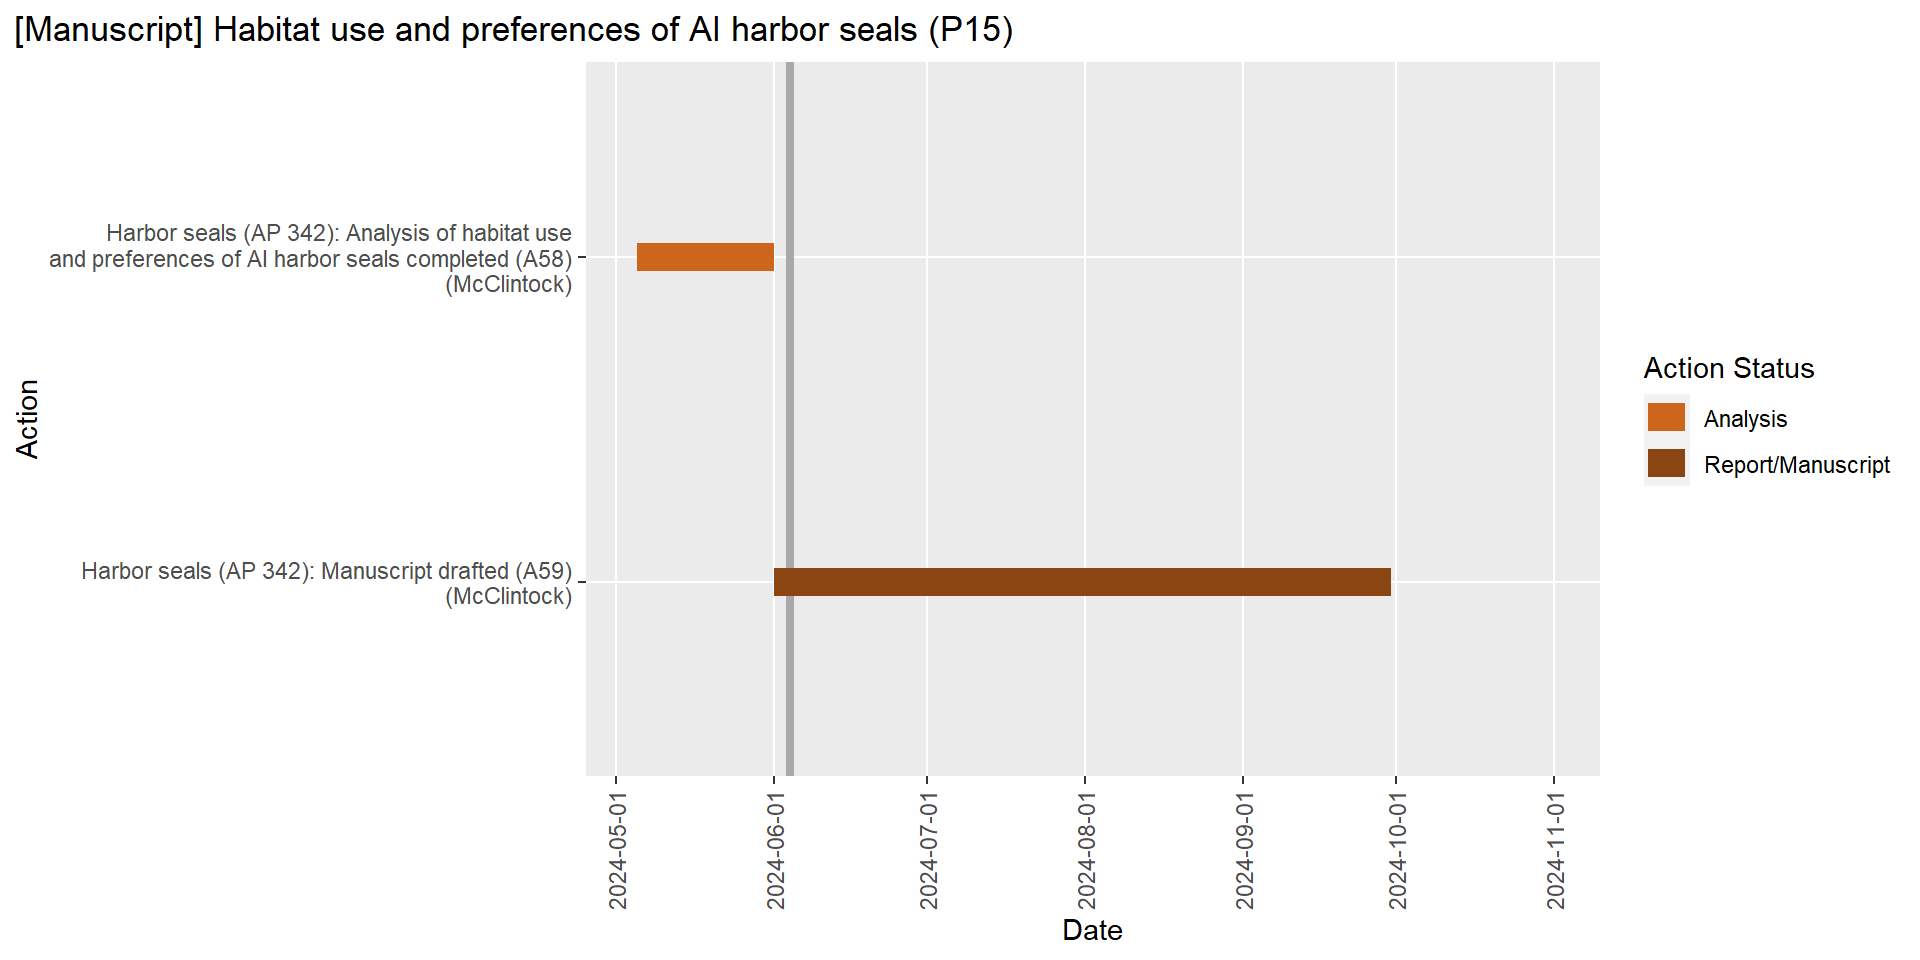 [Manuscript] Habitat use and preferences of AI harbor seals (P15)
Harbor seals (AP 342): Analysis of habitat use
and preferences of AI harbor seals completed (A58)
(McClintock)
Harbor seals (AP 342): Manuscript drafted (A59)
(McClintock)
Action
2024-05-01
2024-06-01
2024-07-01
2024-08-01
2024-09-01
2024-10-01
2024-11-01
Date
Action Status
Analysis
Report/Manuscript